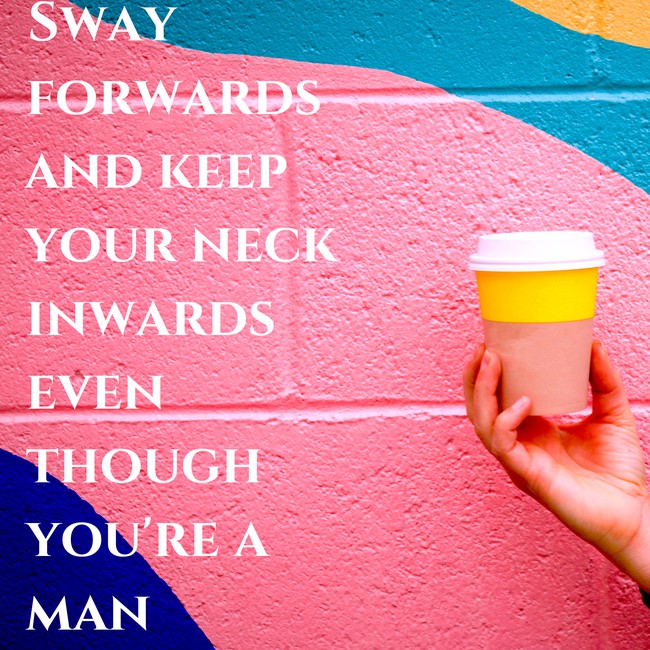 Sway
forwards
and keep
your neck
inwards
even
though
you're a
man